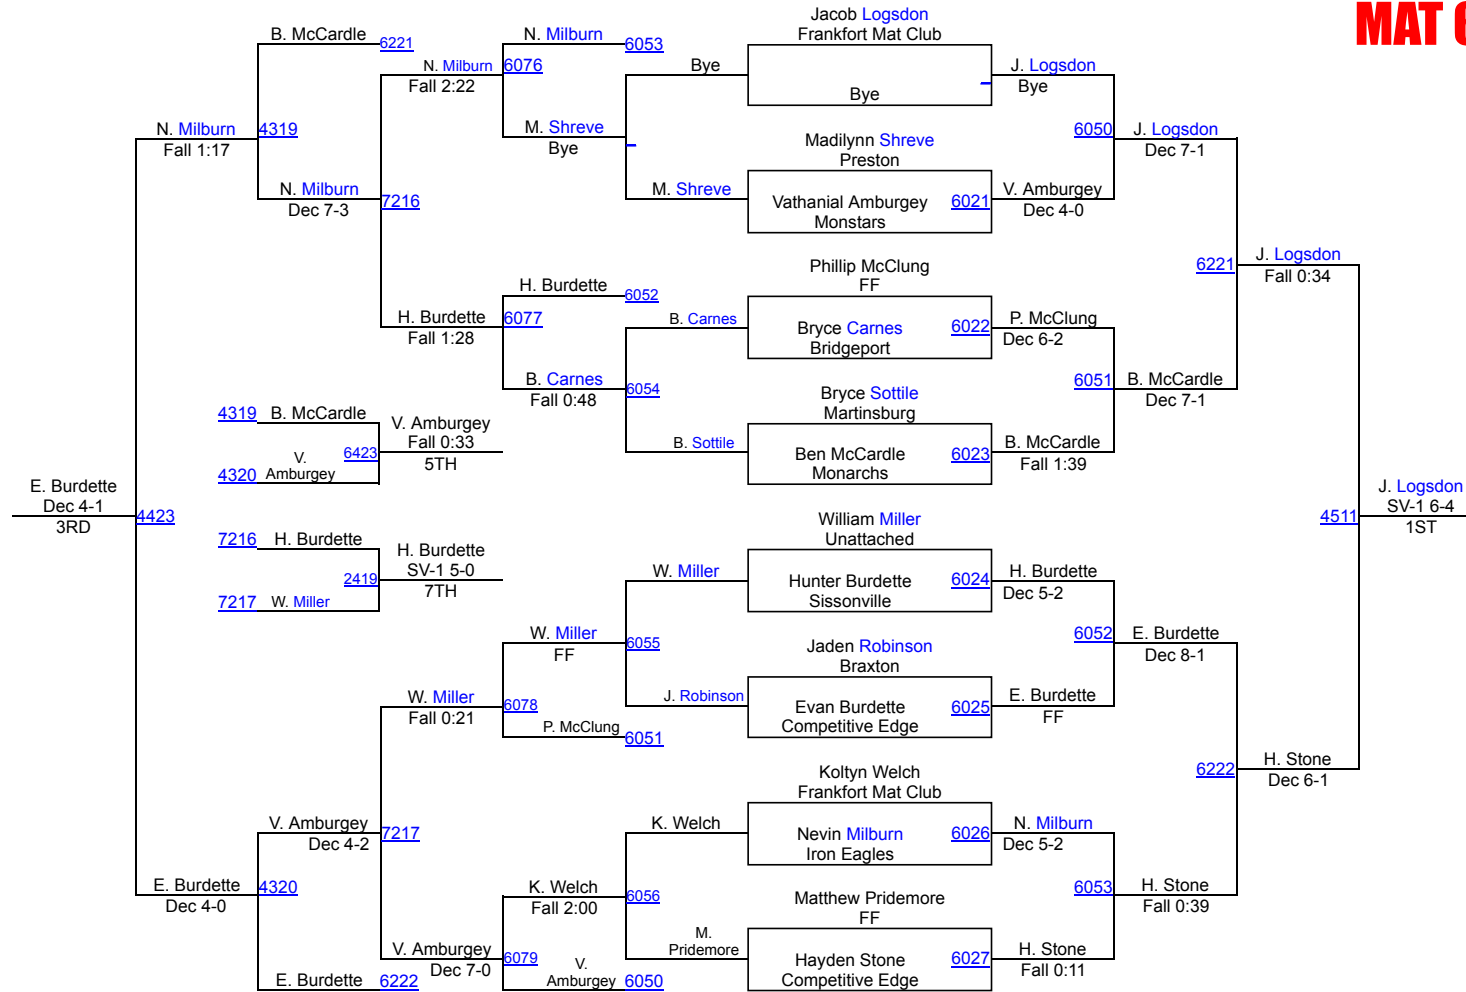 MAT 6
Jacob Logsdon
Frankfort Mat Club
Bye
Madilynn Shreve
Preston
Vathanial Amburgey
Monstars
6021
Phillip McClung
FF
Bryce Carnes
Bridgeport
6022
Bryce Sottile
Martinsburg
Ben McCardle
Monarchs
6023
William Miller
Unattached
Hunter Burdette
Sissonville
6024
Jaden Robinson
Braxton
Evan Burdette
Competitive Edge
6025
Koltyn Welch
Frankfort Mat Club
Nevin Milburn
Iron Eagles
6026
Matthew Pridemore
FF
Hayden Stone
Competitive Edge
6027
J. Logsdon
Bye
V. Amburgey
Dec 4-0
P. McClung
Dec 6-2
B. McCardle
Fall 1:39
H. Burdette
Dec 5-2
E. Burdette
FF
N. Milburn
Dec 5-2
H. Stone
Fall 0:11
6050
J. Logsdon
Dec 7-1
6051
B. McCardle
Dec 7-1
6052
E. Burdette
Dec 8-1
6053
H. Stone
Fall 0:39
6221
J. Logsdon
Fall 0:34
6222
H. Stone
Dec 6-1
4511
J. Logsdon
SV-1 6-4
1ST
Bye
M. Shreve
B. Carnes
B. Sottile
W. Miller
J. Robinson
K. Welch
M.
Pridemore
N. Milburn
6053
M. Shreve
Bye
H. Burdette
6052
B. Carnes
Fall 0:48
6054
W. Miller
FF
6055
P. McClung
6051
K. Welch
Fall 2:00
6056
V.
Amburgey
6050
N. Milburn
Fall 2:22
6076
H. Burdette
Fall 1:28
6077
W. Miller
Fall 0:21
6078
V. Amburgey
Dec 7-0
6079
B. McCardle
6221
N. Milburn
Dec 7-3
7216
V. Amburgey
Dec 4-2
7217
E. Burdette
6222
N. Milburn
Fall 1:17
4319
E. Burdette
Dec 4-0
4320
E. Burdette
Dec 4-1
3RD
4423
4319
B. McCardle
4320
V.
Amburgey
6423
V. Amburgey
Fall 0:33
5TH
7216
H. Burdette
7217
W. Miller
2419
H. Burdette
SV-1 5-0
7TH